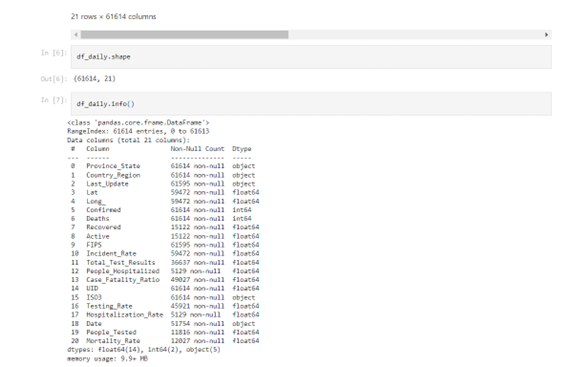 21 rows × 61614 columns
In [6]: df_daily.shape
Out[6]: (61614, 21)
In [7]: df_daily.info()
<class 'pandas.core.frame.DataFrame'>
RangeIndex: 61614 entries, 0 to 61613
Data columns (total 21 columns):
# Column Non-Null Count Dtype
--- ------ -------------- -----
0 Province_State 61614 non-null object
1 Country_Region 61614 non-null object
2 Last_Update 61595 non-null object
3 Lat 59472 non-null float64
4 Long_ 59472 non-null float64
5 Confirmed 61614 non-null int64
6 Deaths 61614 non-null int64
7 Recovered 15122 non-null float64
8 Active 15122 non-null float64
9 FIPS 61595 non-null float64
10 Incident_Rate 59472 non-null float64
11 Total_Test_Results 36637 non-null float64
12 People_Hospitalized 5129 non-null float64
13 Case_Fatality_Ratio 49027 non-null float64
14 UID 61614 non-null float64
15 ISO3 61614 non-null object
16 Testing_Rate 45921 non-null float64
17 Hospitalization_Rate 5129 non-null float64
18 Date 51754 non-null object
19 People_Tested 11816 non-null float64
20 Mortality_Rate 12027 non-null float64
dtypes: float64(14), int64(2), object(5)
memory usage: 9.9+ MB